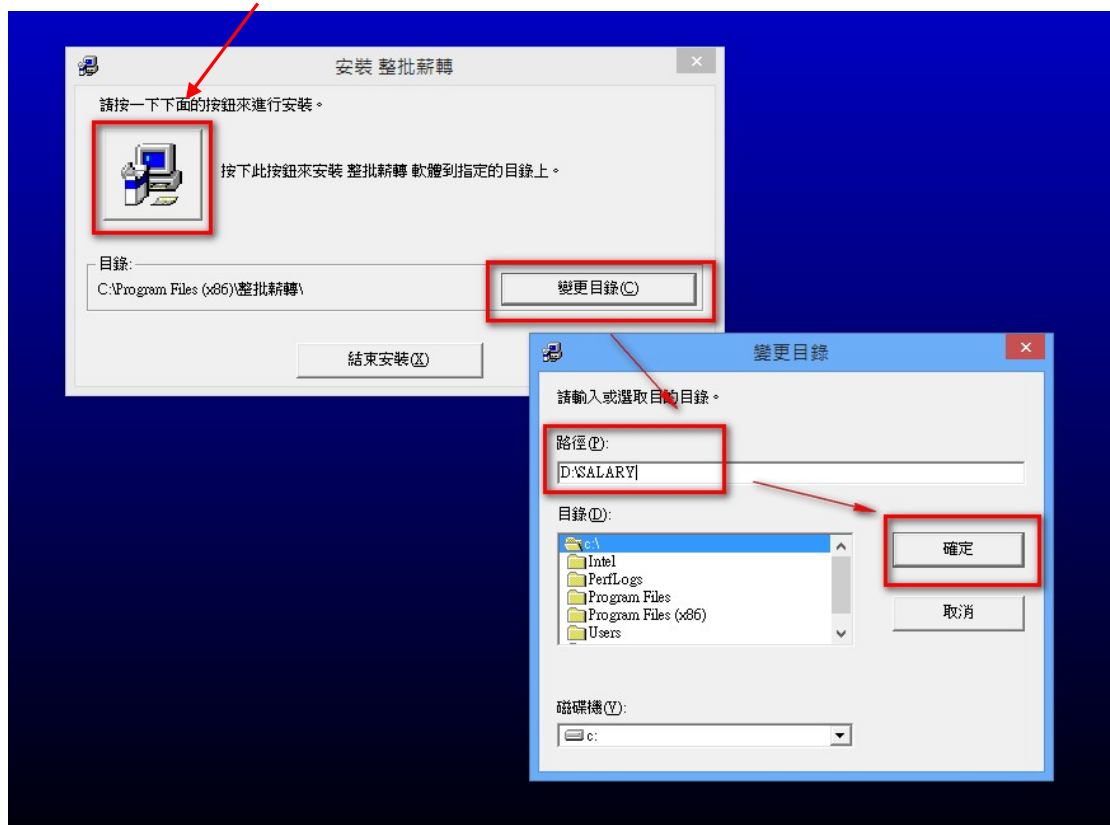 安裝 整批薪轉
請按一下下面的按鈕來進行安裝。
按下此按鈕來安裝 整批薪轉 軟體到指定的目錄上。
目錄:
C:\Program Files (x86)\整批薪轉\
變更目錄(C)
結束安裝(X)
變更目錄
請輸入或選取目的目錄。
路徑(P):
D:\SALARY
目錄(D):
c:\
Intel
PerfLogs
Program Files
Program Files (x86)
Users
確定
取消
磁碟機(V):
c: